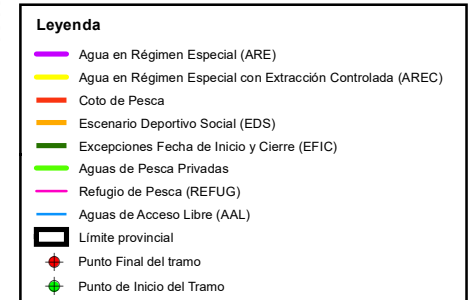 Leyenda
Agua en Régimen Especial (ARE)
Agua en Régimen Especial con Extracción Controlada (AREC)
Coto de Pesca
Escenario Deportivo Social (EDS)
Excepciones Fecha de Inicio y Cierre (EFIC)
Aguas de Pesca Privadas
Refugio de Pesca (REFUG)
Aguas de Acceso Libre (AAL)
Límite provincial
Punto Final del tramo
Punto de Inicio del Tramo